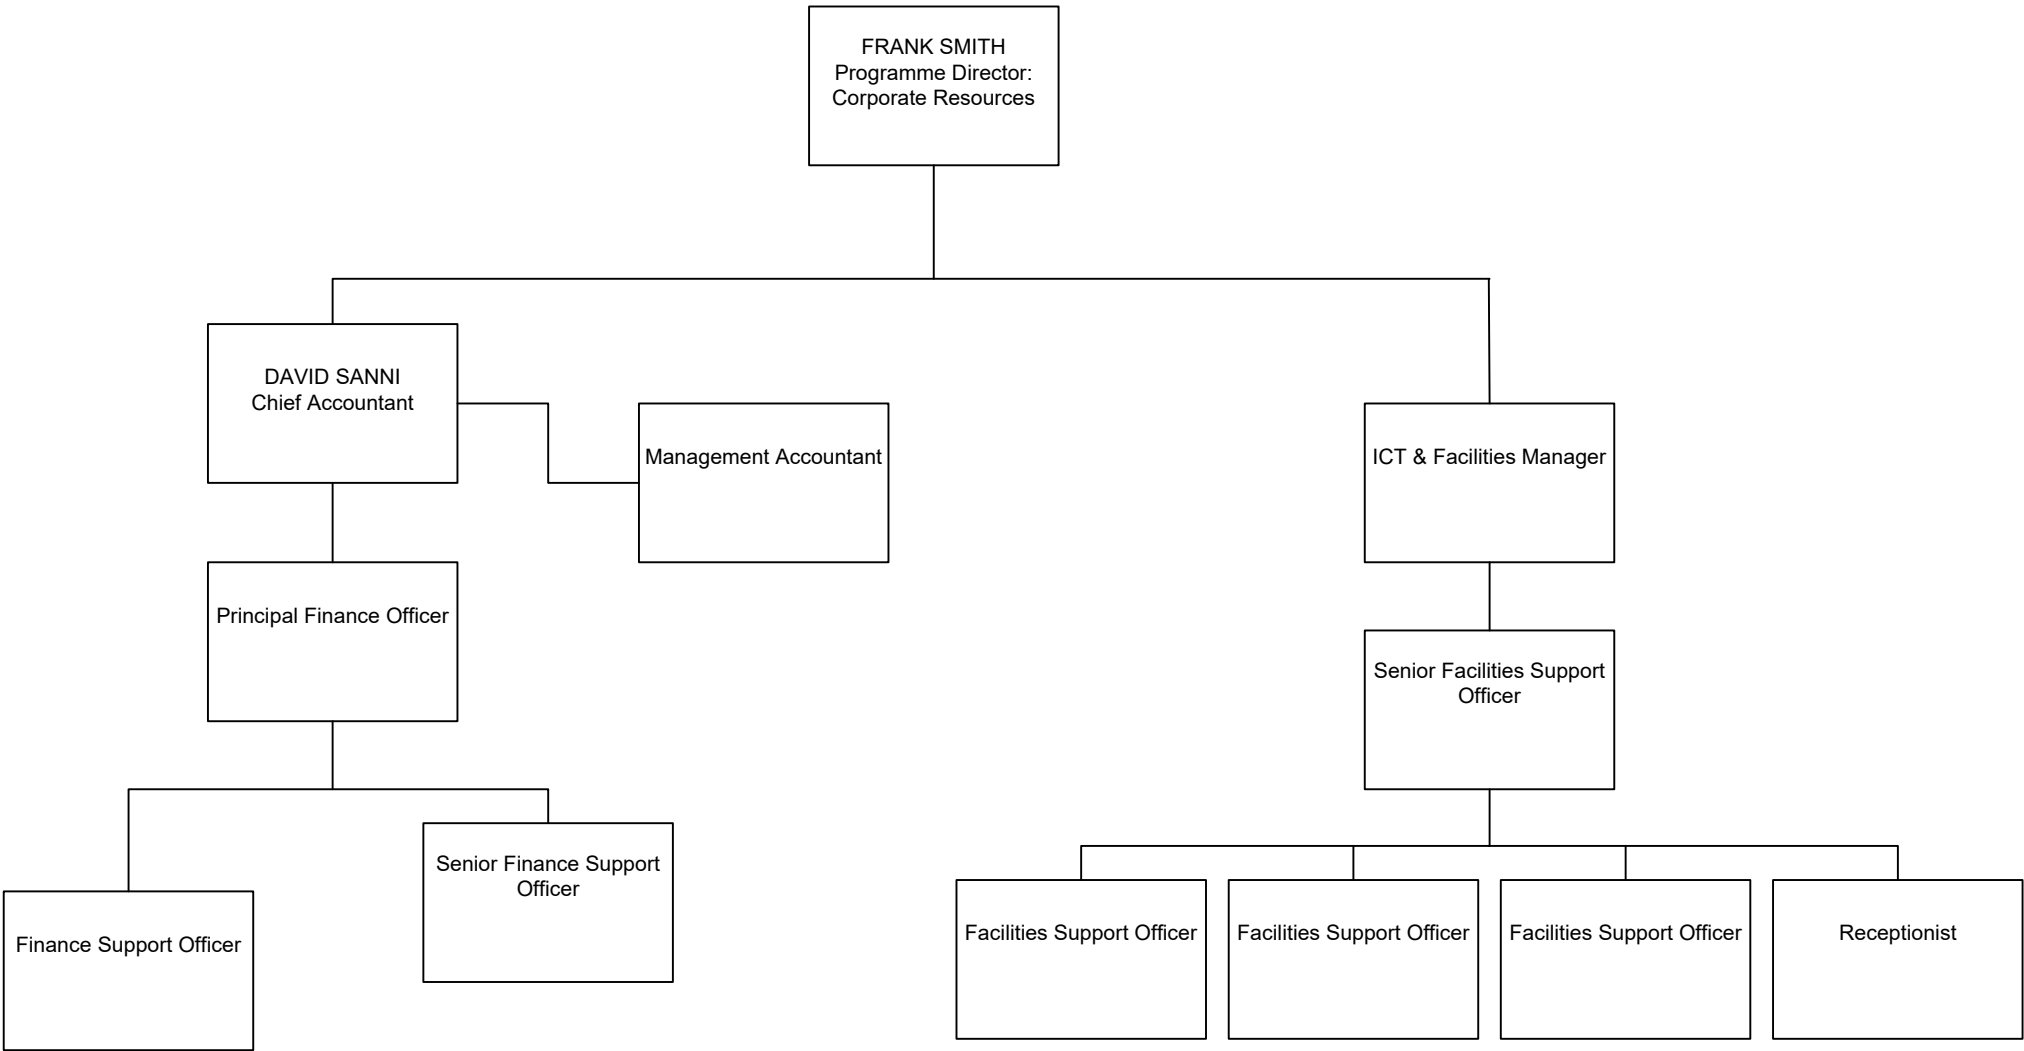 FRANK SMITH
Programme Director:
Corporate Resources
DAVID SANNI
Chief Accountant
Management Accountant
ICT & Facilities Manager
Principal Finance Officer
Senior Facilities Support
Officer
Senior Finance Support
Officer
Finance Support Officer
Facilities Support Officer
Facilities Support Officer
Facilities Support Officer
Receptionist